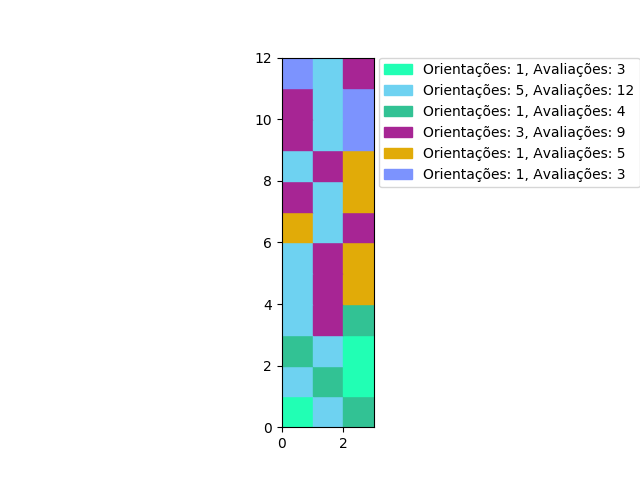 12
10
8
6
4
2
0
0
2
Orientações: 1, Avaliações: 3
Orientações: 5, Avaliações: 12
Orientações: 1, Avaliações: 4
Orientações: 3, Avaliações: 9
Orientações: 1, Avaliações: 5
Orientações: 1, Avaliações: 3